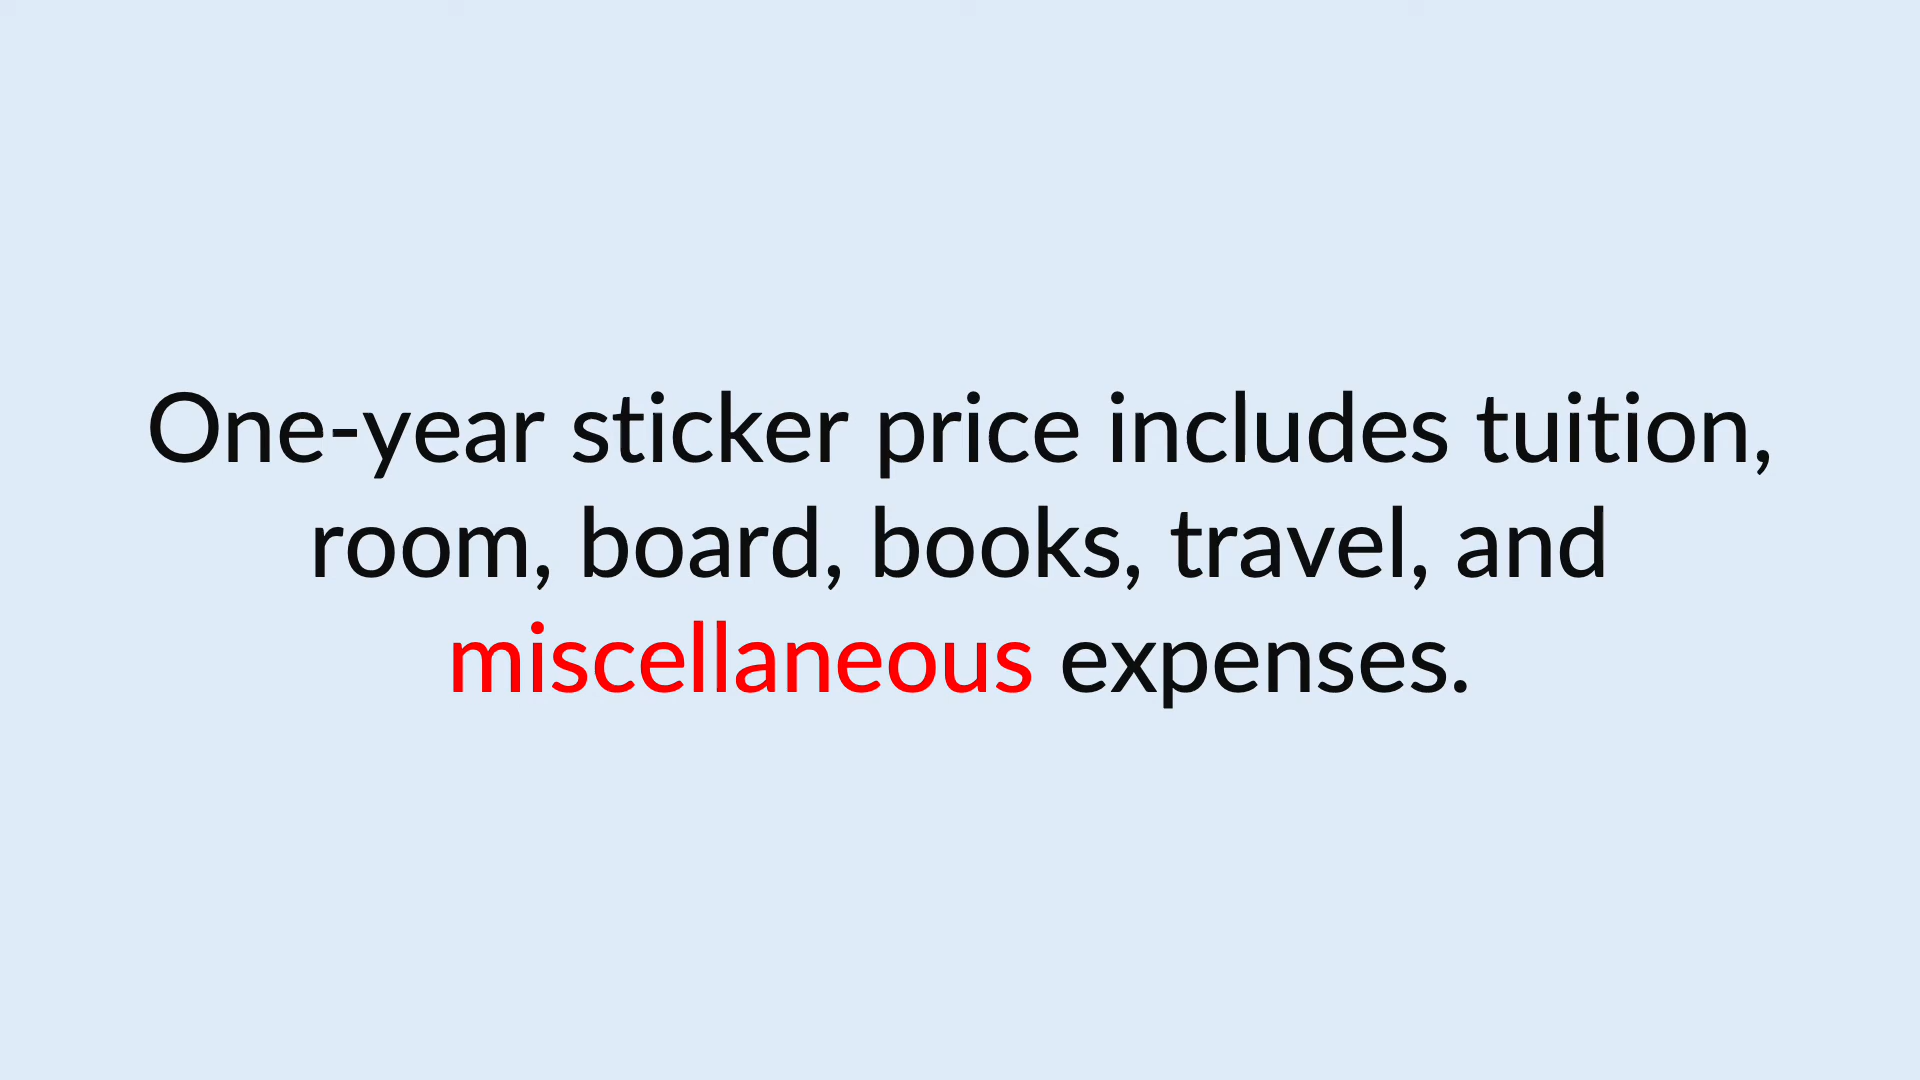 One-year sticker price includes tuition,
room, board, books, travel, and
miscellaneous expenses.